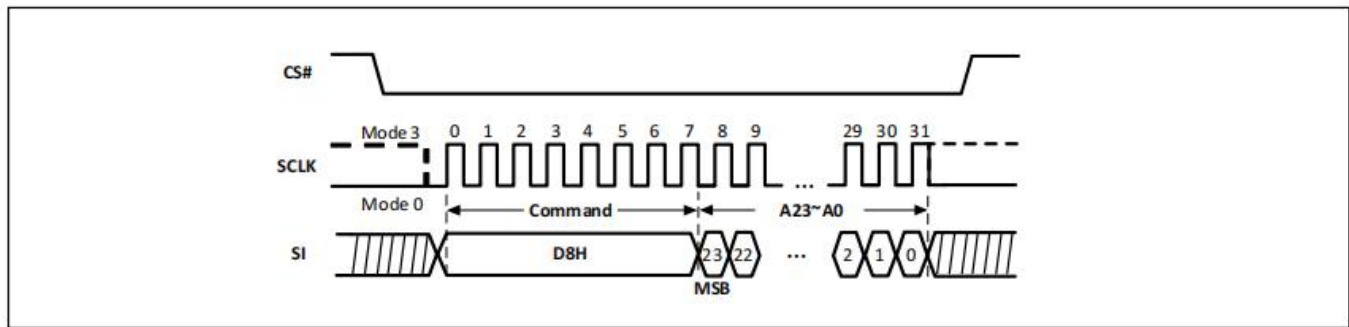 CS#
Mode 3 0 1 2 3 4 5 6 7 8 9 29 30 31
SCLK
...
Mode 0 Command A23~A0
SI D8H 23 22 ... 2 1 0
MSB